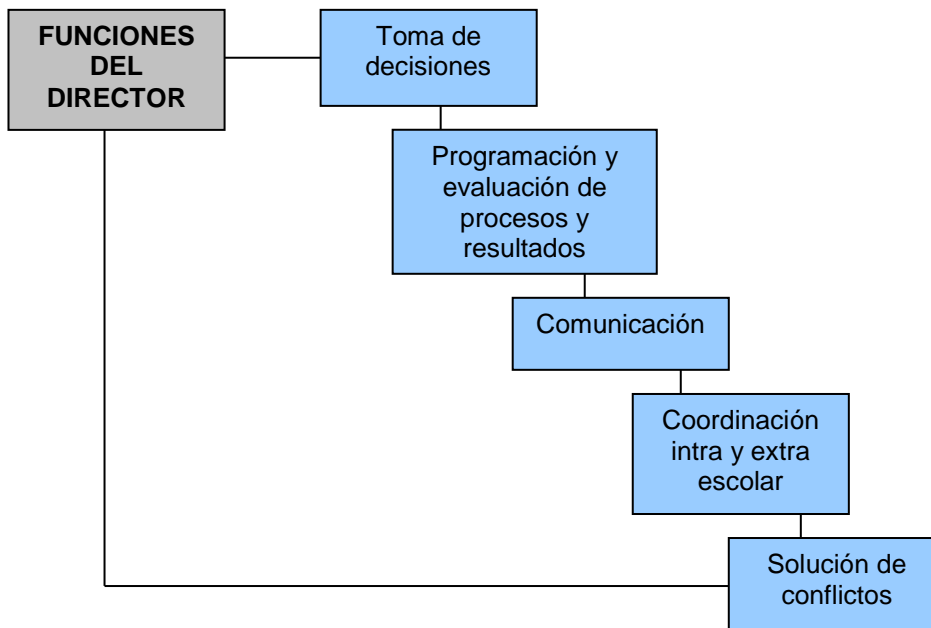 FUNCIONES
DEL
DIRECTOR
Toma de
decisiones
Programación y
evaluación de
procesos y
resultados
Comunicación
Coordinación
intra y extra
escolar
Solución de
conflictos